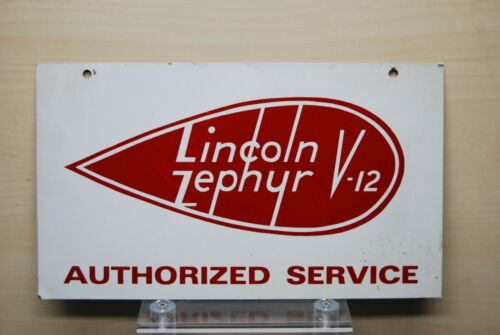 Lincoln
Zephyr V-12
AUTHORIZED SERVICE